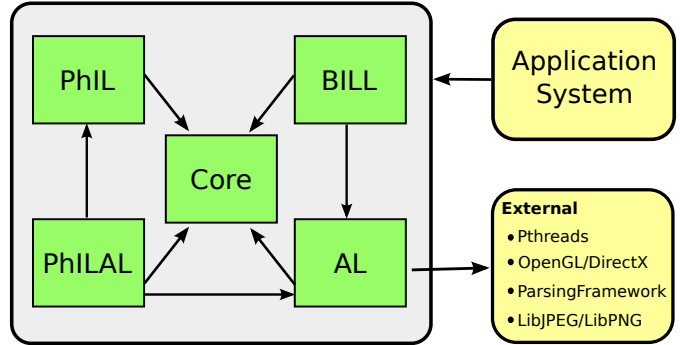 PhIL
BILL
Core
PhILAL
AL
Application
System
External
• Pthreads
• OpenGL/DirectX
• ParsingFramework
• LibJPEG/LibPNG